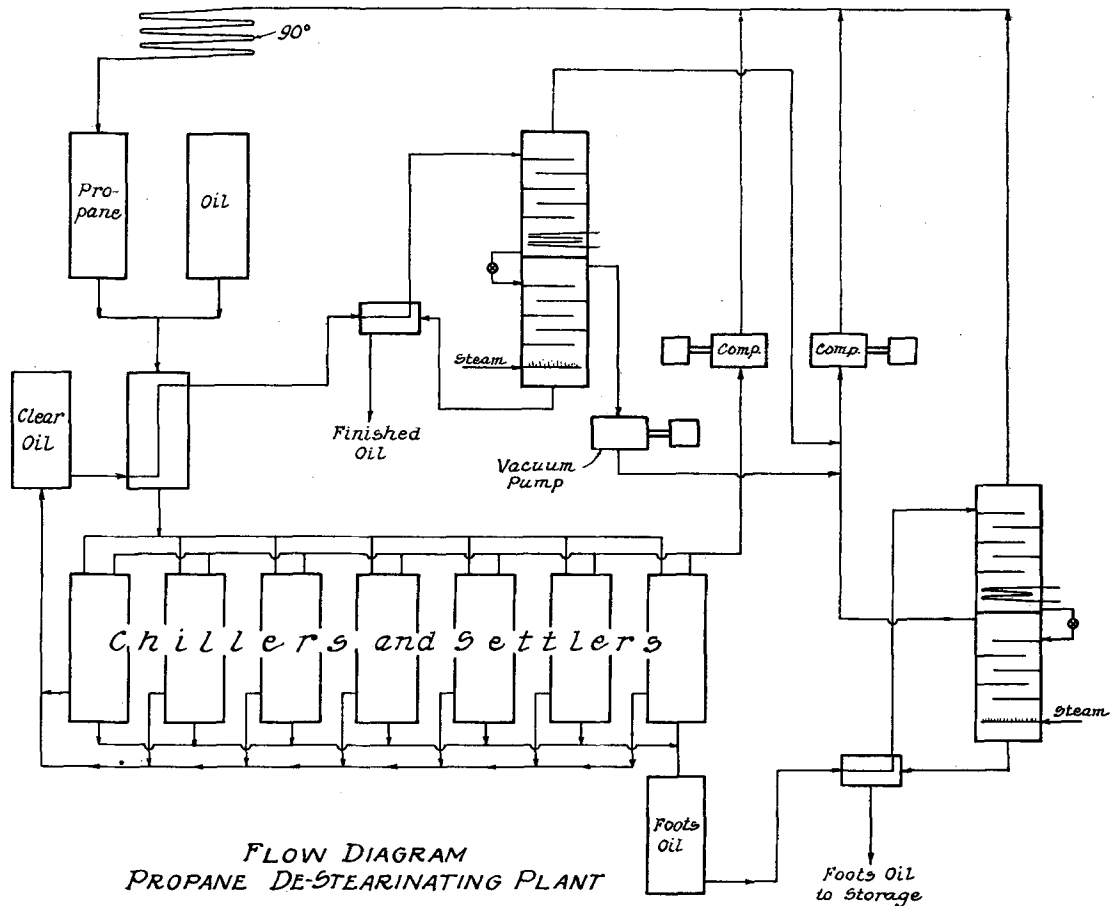 90°
Pro-
pane
Oil
Steam
Comp.
Comp.
Clear
Oil
Finished
Oil
Vacuum
Pump
Chillers and Settlers
Steam
Foots
Oil
Foots Oil
to Storage
FLOW DIAGRAM
PROPANE DE-STEARINATING PLANT